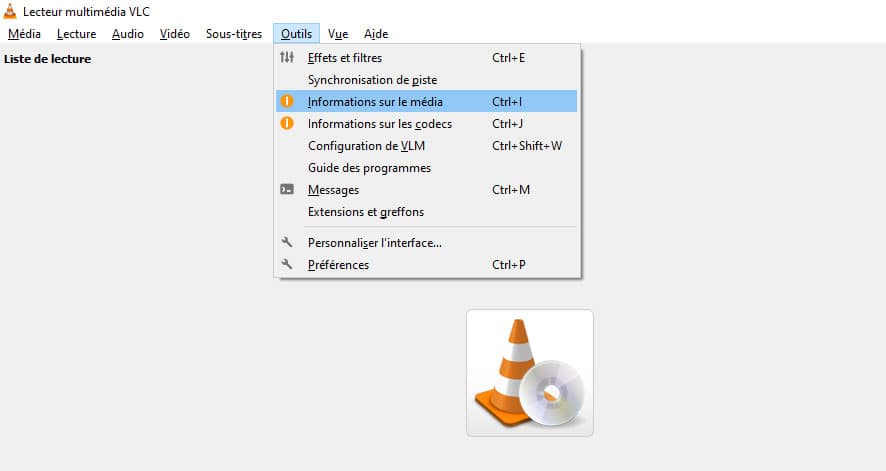 Lecteur multimédia VLC
Média Lecture Audio Vidéo Sous-titres Outils Vue Aide
Liste de lecture
Effets et filtres Ctrl+E
Synchronisation de piste
Informations sur le média Ctrl+I
Informations sur les codecs Ctrl+J
Configuration de VLM Ctrl+Shift+W
Guide des programmes
Messages Ctrl+M
Extensions et greffons
Personnaliser l'interface...
Préférences Ctrl+P